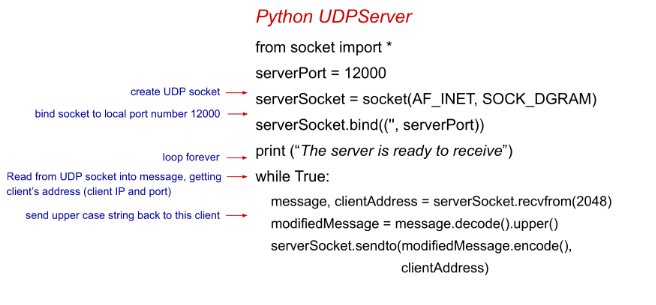 Python UDPServer
from socket import *
serverPort = 12000
create UDP socket
serverSocket = socket(AF_INET, SOCK_DGRAM)
bind socket to local port number 12000
serverSocket.bind(('', serverPort))
print (“The server is ready to receive”)
loop forever
while True:
Read from UDP socket into message, getting
client’s address (client IP and port)
message, clientAddress = serverSocket.recvfrom(2048)
send upper case string back to this client
modifiedMessage = message.decode().upper()
serverSocket.sendto(modifiedMessage.encode(),
clientAddress)